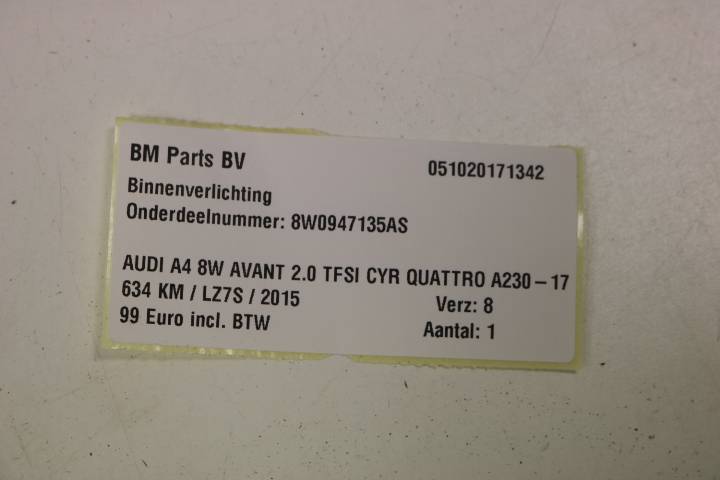 BM Parts BV 051020171342
Binnenverlichting
Onderdeelnummer: 8W0947135AS
AUDI A4 8W AVANT 2.0 TFSI CYR QUATTRO A230 – 17
634 KM / LZ7S / 2015 Verz: 8
99 Euro incl. BTW Aantal: 1